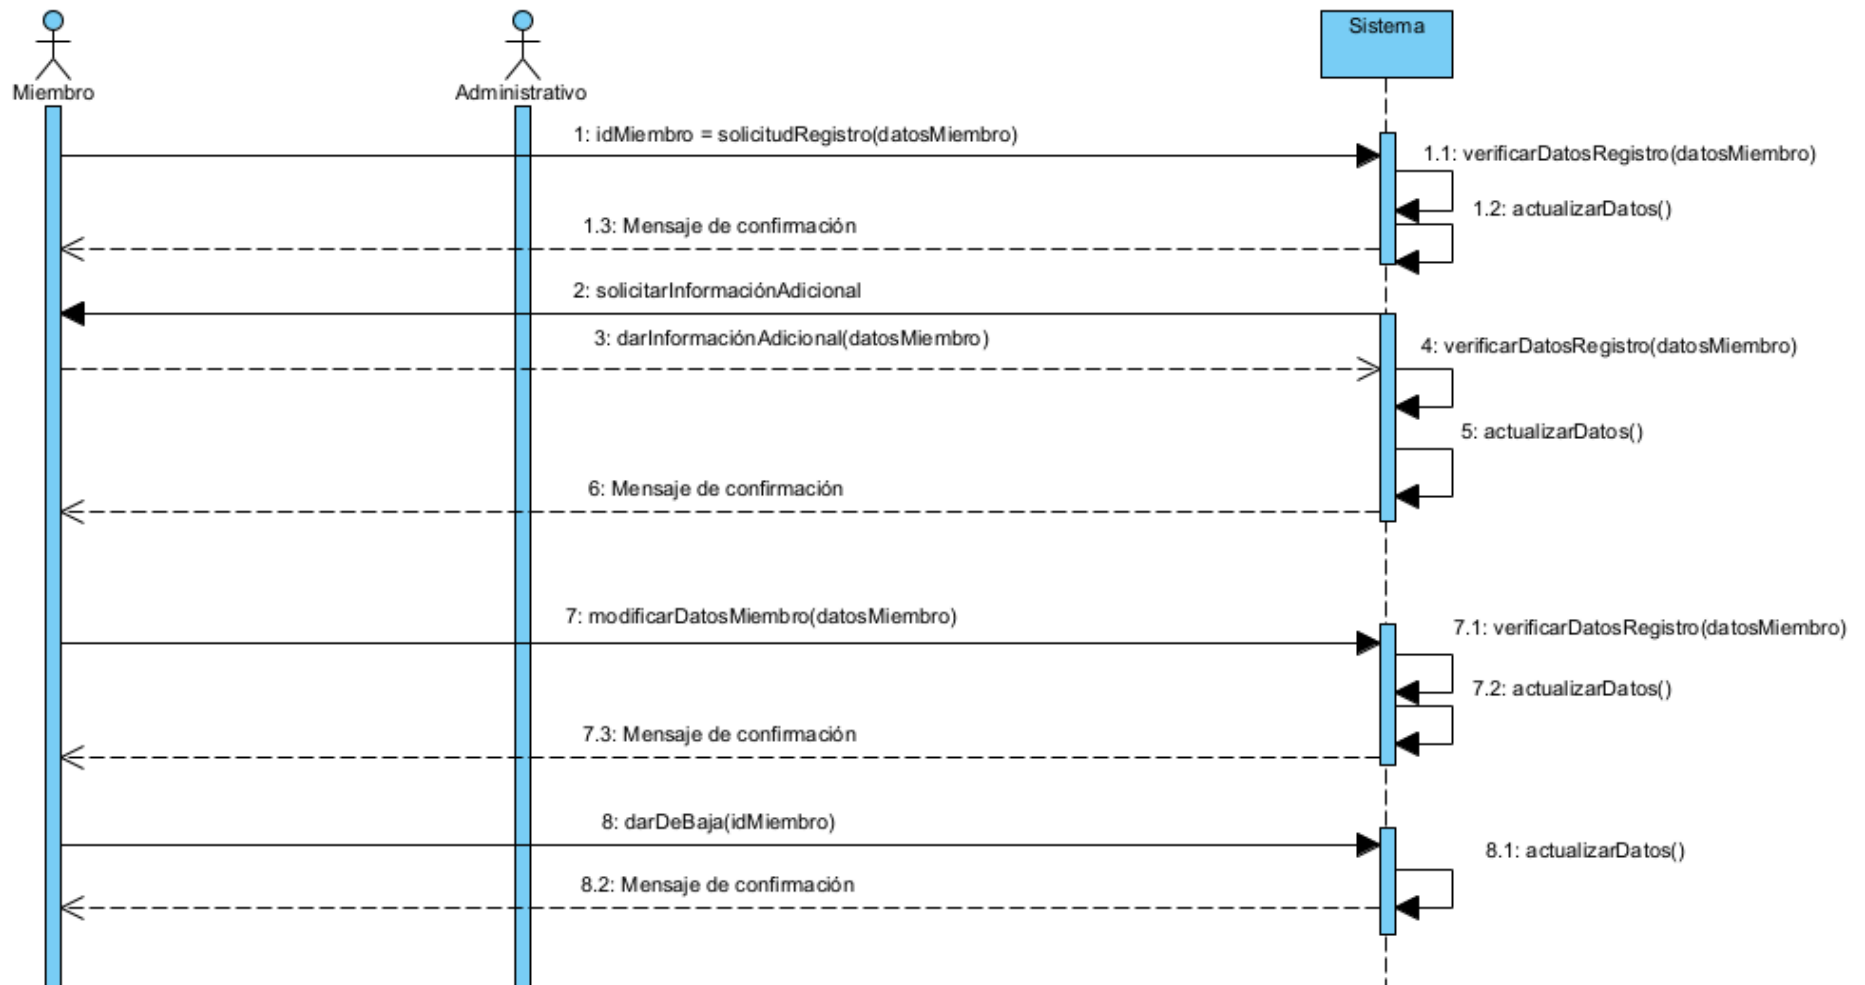 Miembro
Administrativo
Sistema
1: idMiembro = solicitudRegistro(datosMiembro)
1.1: verificarDatosRegistro(datosMiembro)
1.2: actualizarDatos()
1.3: Mensaje de confirmación
2: solicitarInformaciónAdicional
3: darInformaciónAdicional(datosMiembro)
4: verificarDatosRegistro(datosMiembro)
5: actualizarDatos()
6: Mensaje de confirmación
7: modificarDatosMiembro(datosMiembro)
7.1: verificarDatosRegistro(datosMiembro)
7.2: actualizarDatos()
7.3: Mensaje de confirmación
8: darDeBaja(idMiembro)
8.1: actualizarDatos()
8.2: Mensaje de confirmación